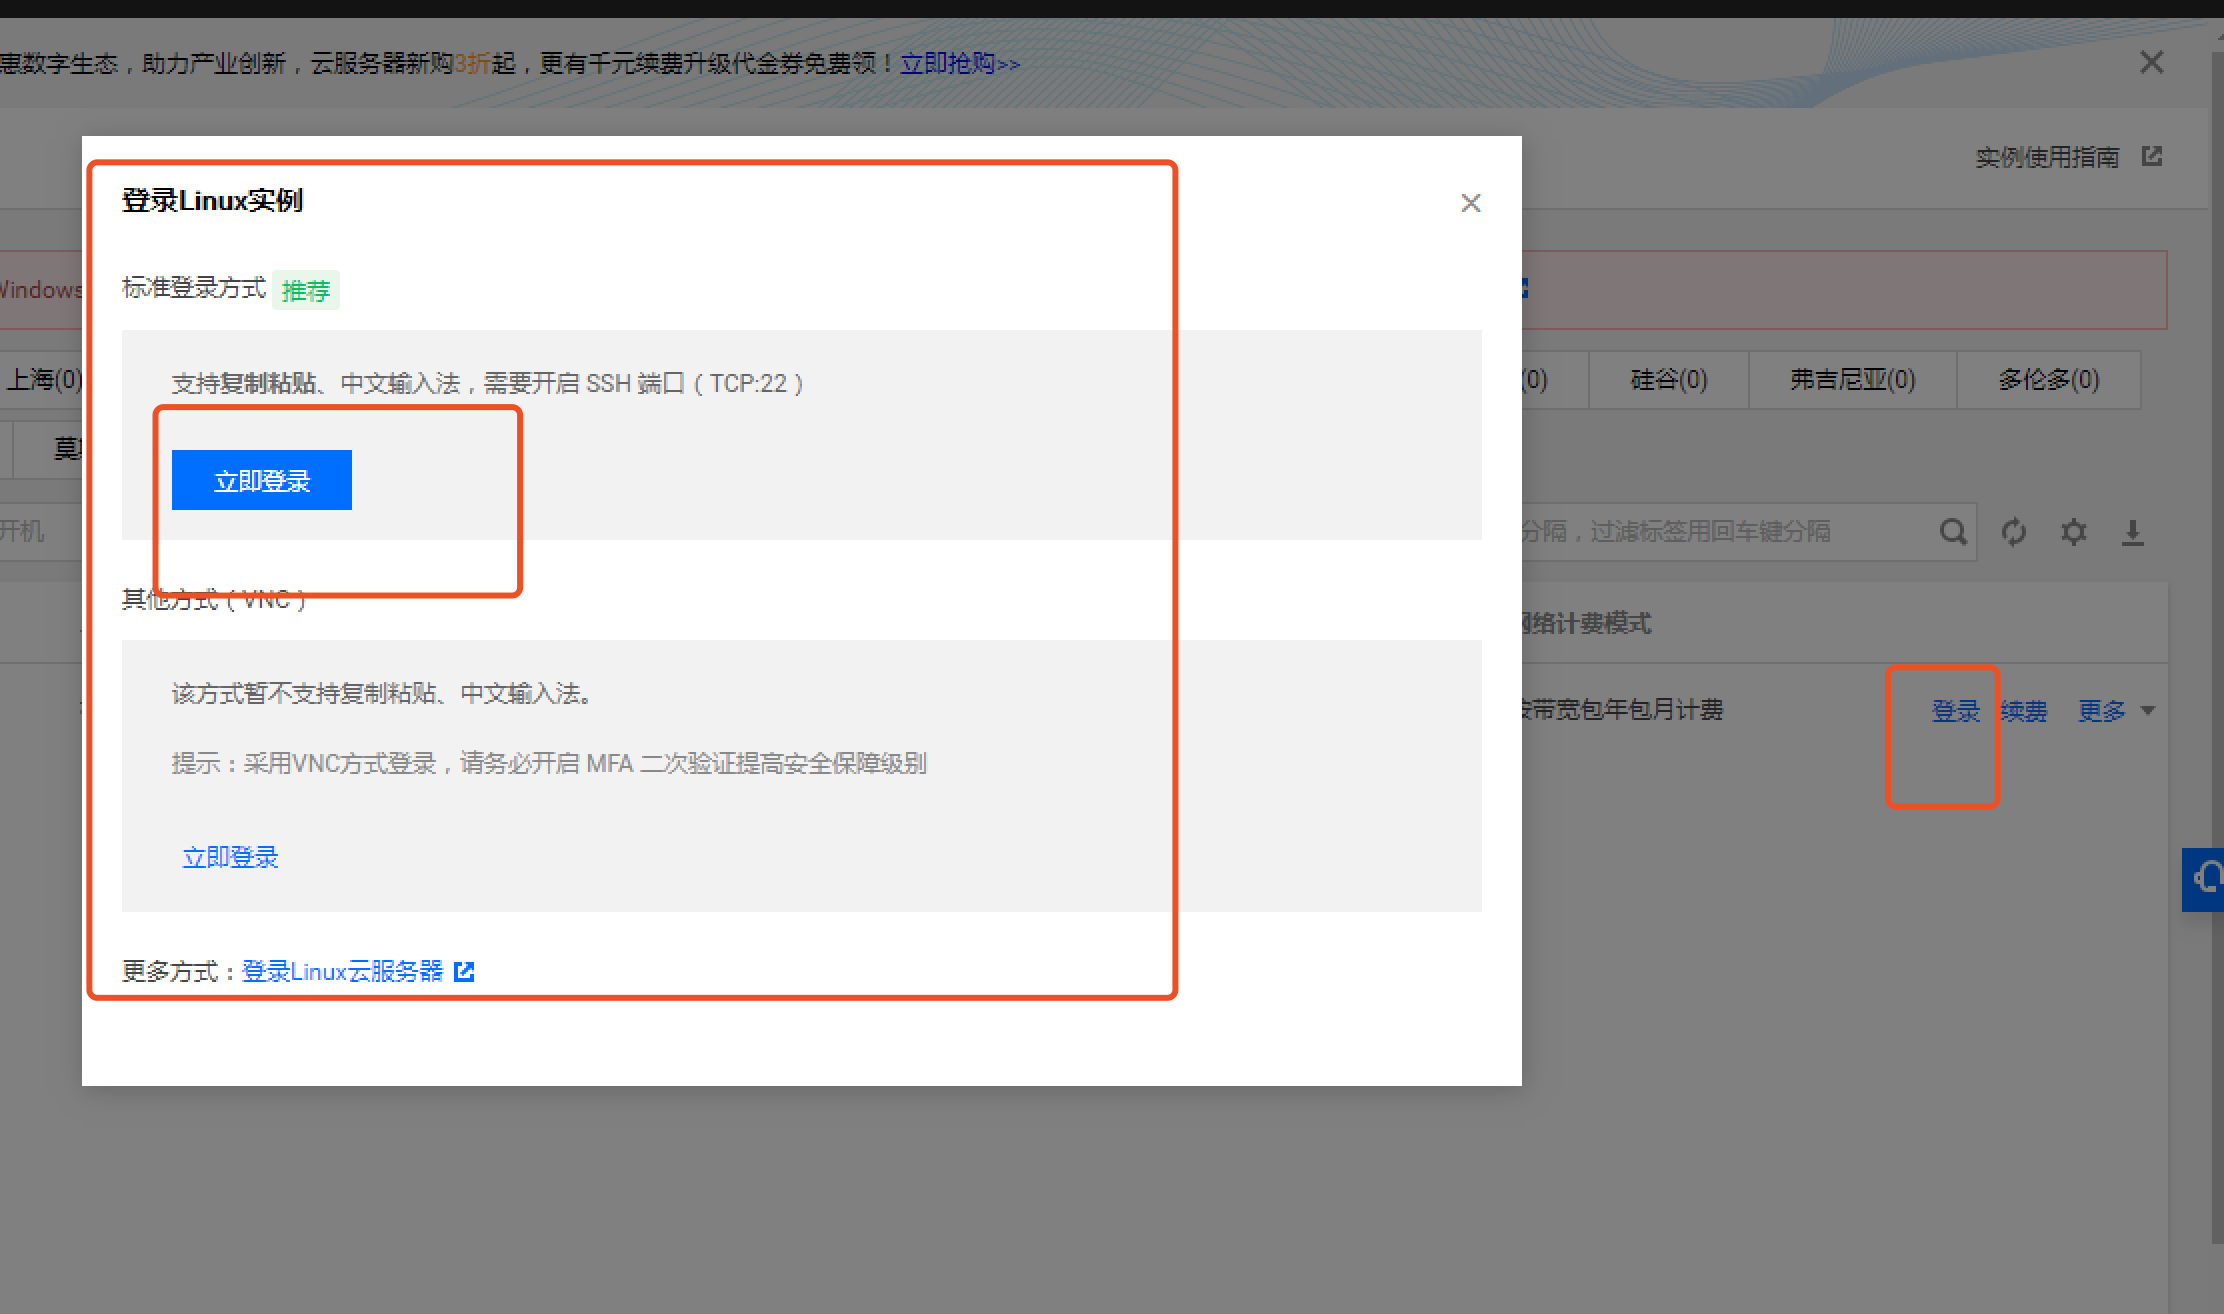 惠数字生态，助力产业创新，云服务器新购3折起，更有千元续费升级代金券免费领！立即抢购>>
实例使用指南
登录Linux实例
标准登录方式 推荐
Windows
支持复制粘贴、中文输入法，需要开启 SSH 端口（TCP:22）
上海(0)
(0) 硅谷(0) 弗吉尼亚(0) 多伦多(0)
莫
立即登录
开机
分隔，过滤标签用回车键分隔
其他方式（VNC）
网络计费模式
该方式暂不支持复制粘贴、中文输入法。
按带宽包年包月计费 登录 续费 更多
提示：采用VNC方式登录，请务必开启 MFA 二次验证提高安全保障级别
立即登录
更多方式：登录Linux云服务器